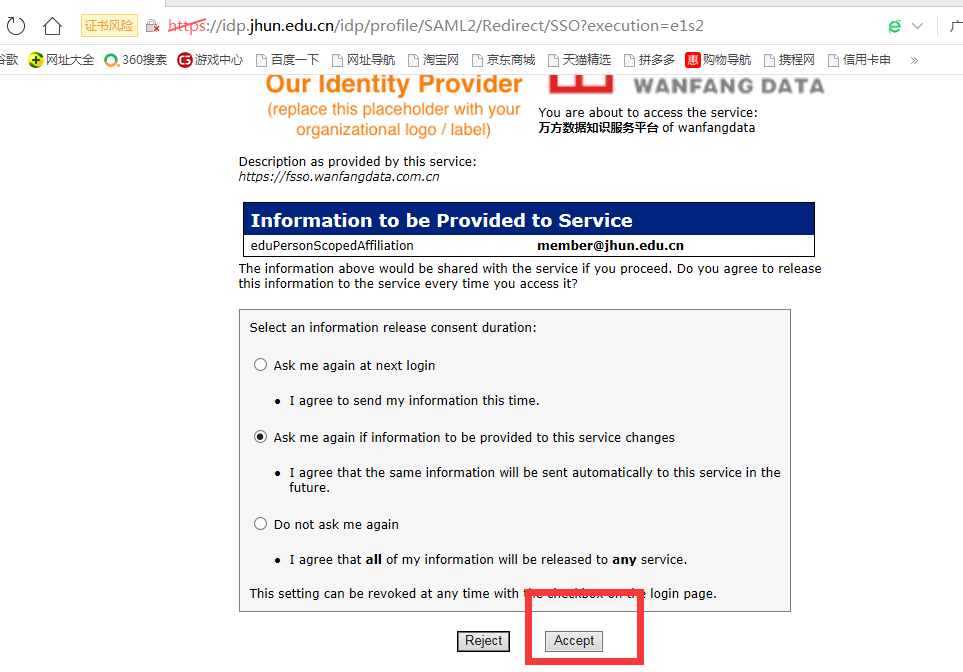 证书风险 https://idp.jhun.edu.cn/idp/profile/SAML2/Redirect/SSO?execution=e1s2
谷歌 网址大全 360搜索 游戏中心 百度一下 网址导航 淘宝网 京东商城 天猫精选 拼多多 惠 购物导航 携程网 信用卡申 »
Our Identity Provider
(replace this placeholder with your
organizational logo / label)
WANFANG DATA
You are about to access the service:
万方数据知识服务平台 of wanfangdata
Description as provided by this service:
https://fsso.wanfangdata.com.cn
Information to be Provided to Service
eduPersonScopedAffiliation member@jhun.edu.cn
The information above would be shared with the service if you proceed. Do you agree to release
this information to the service every time you access it?
Select an information release consent duration:
Ask me again at next login
• I agree to send my information this time.
Ask me again if information to be provided to this service changes
• I agree that the same information will be sent automatically to this service in the
future.
Do not ask me again
• I agree that all of my information will be released to any service.
This setting can be revoked at any time with the checkbox on the login page.
Reject Accept